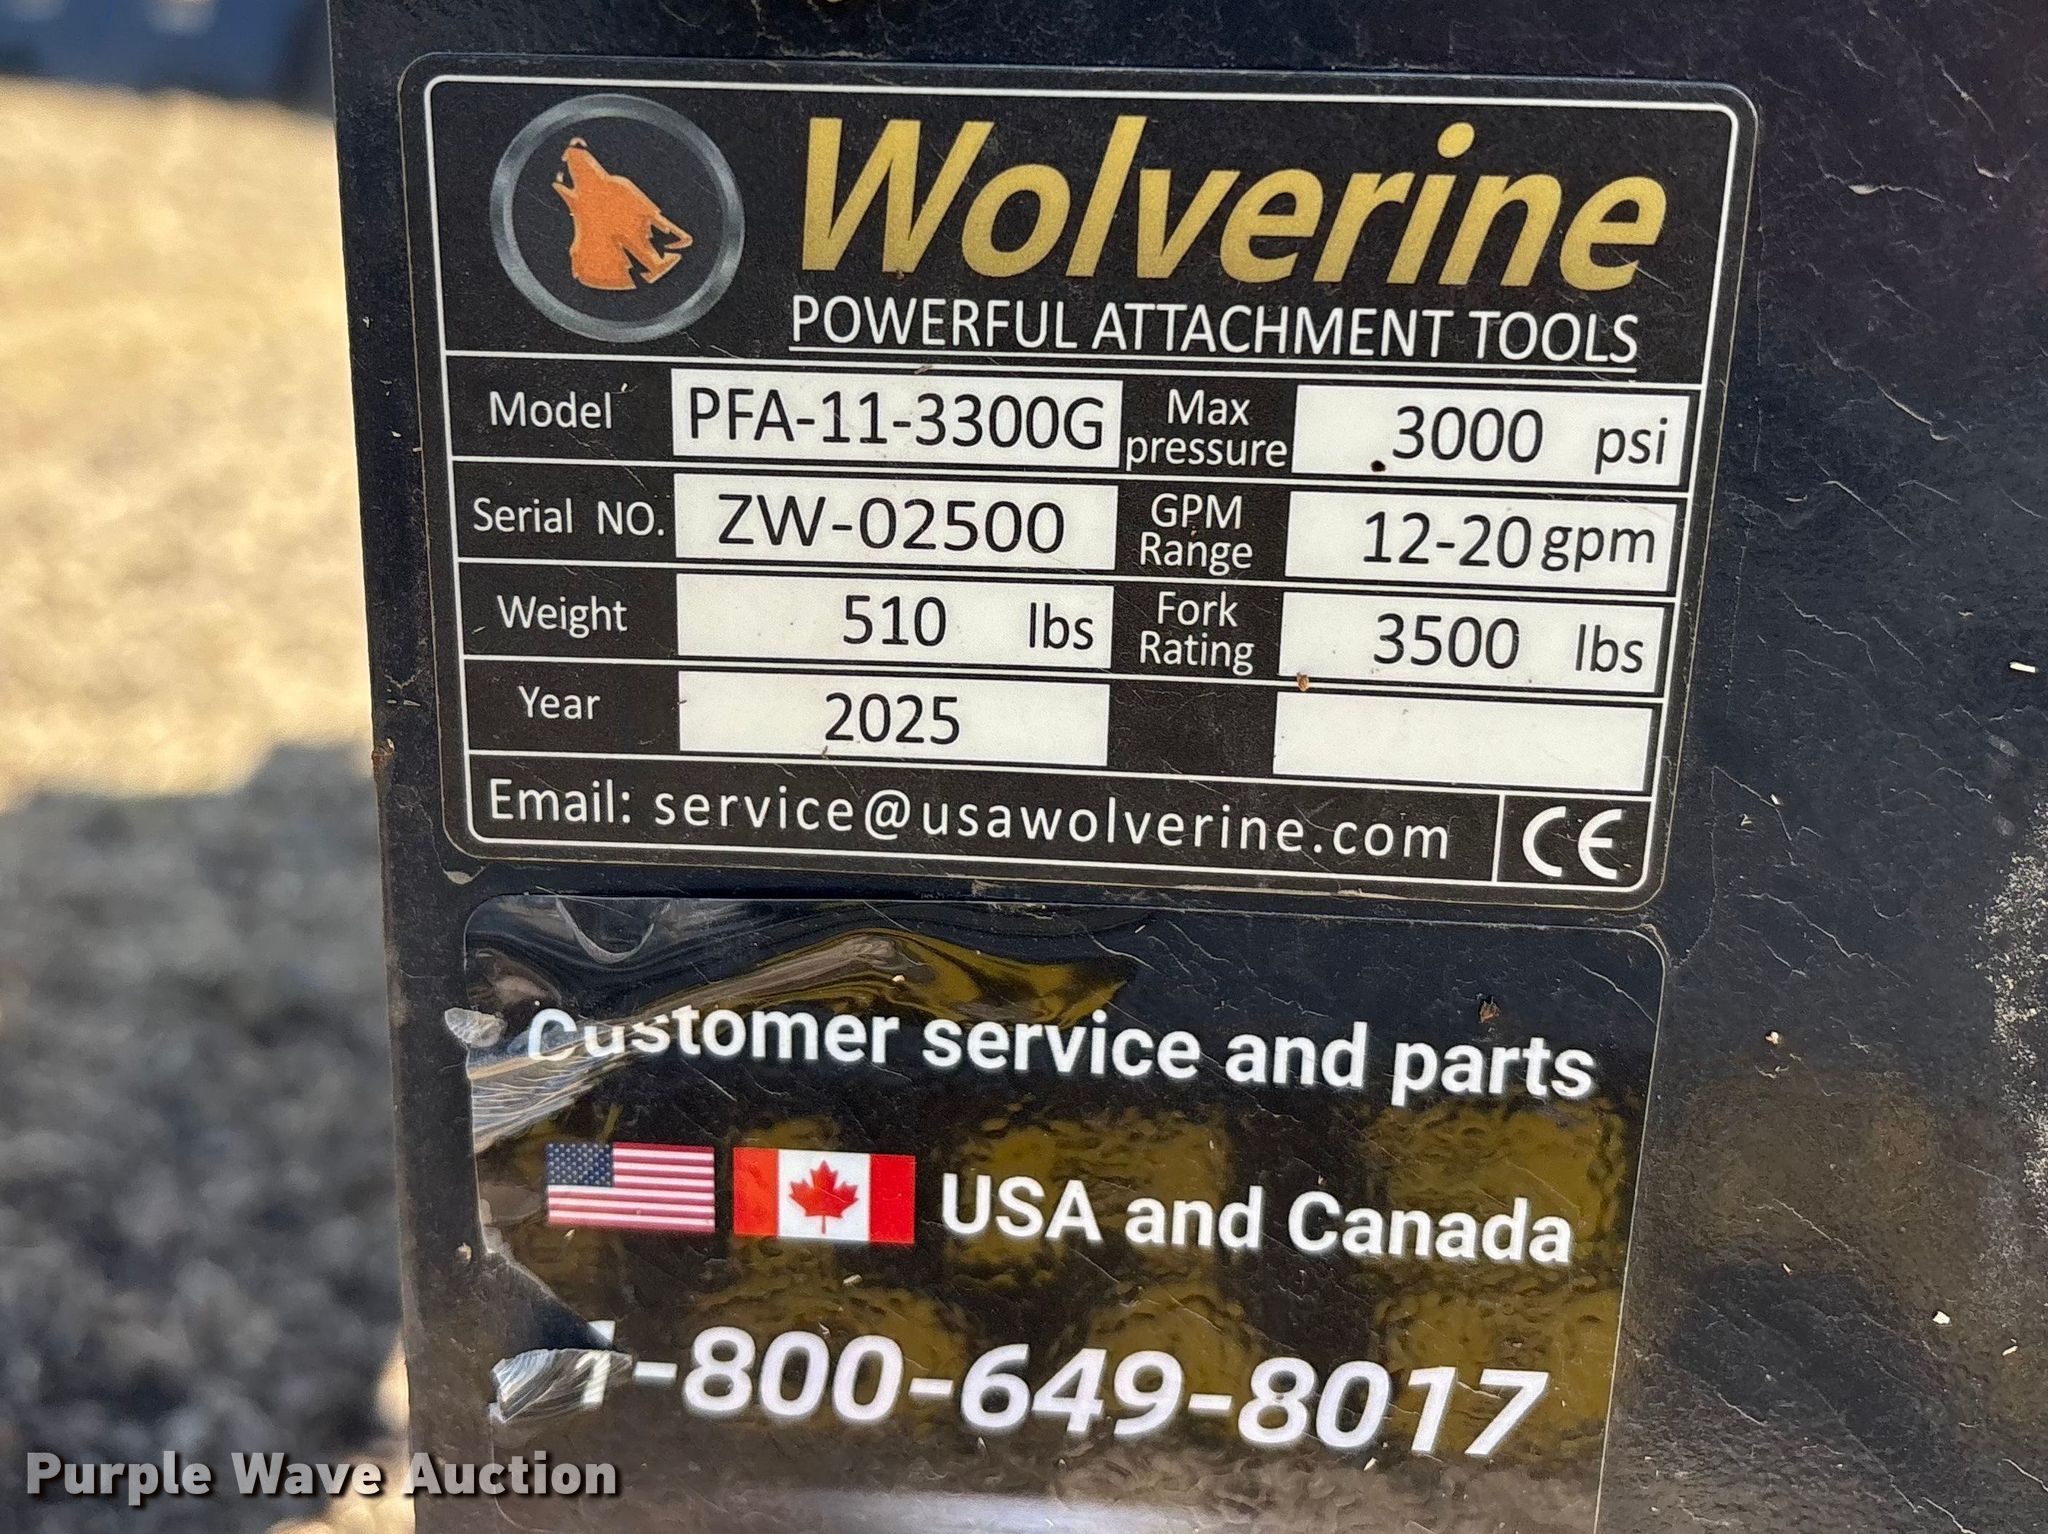 Wolverine
POWERFUL ATTACHMENT TOOLS
Model PFA-11-3300G Max pressure 3000 psi
Serial NO. ZW-02500 GPM Range 12-20 gpm
Weight 510 lbs Fork Rating 3500 lbs
Year 2025
Email: service@usawolverine.com CE
Customer service and parts
USA and Canada
1-800-649-8017
Purple Wave Auction